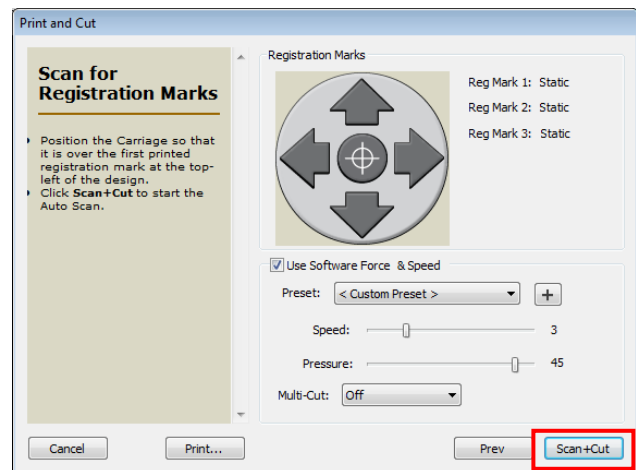 Print and Cut
Scan for
Registration Marks
Position the Carriage so that
it is over the first printed
registration mark at the top-
left of the design.
Click Scan+Cut to start the
Auto Scan.
Registration Marks
Reg Mark 1: Static
Reg Mark 2: Static
Reg Mark 3: Static
Use Software Force & Speed
Preset: < Custom Preset >
Speed: 3
Pressure: 45
Multi-Cut: Off
Cancel Print... Prev Scan+Cut